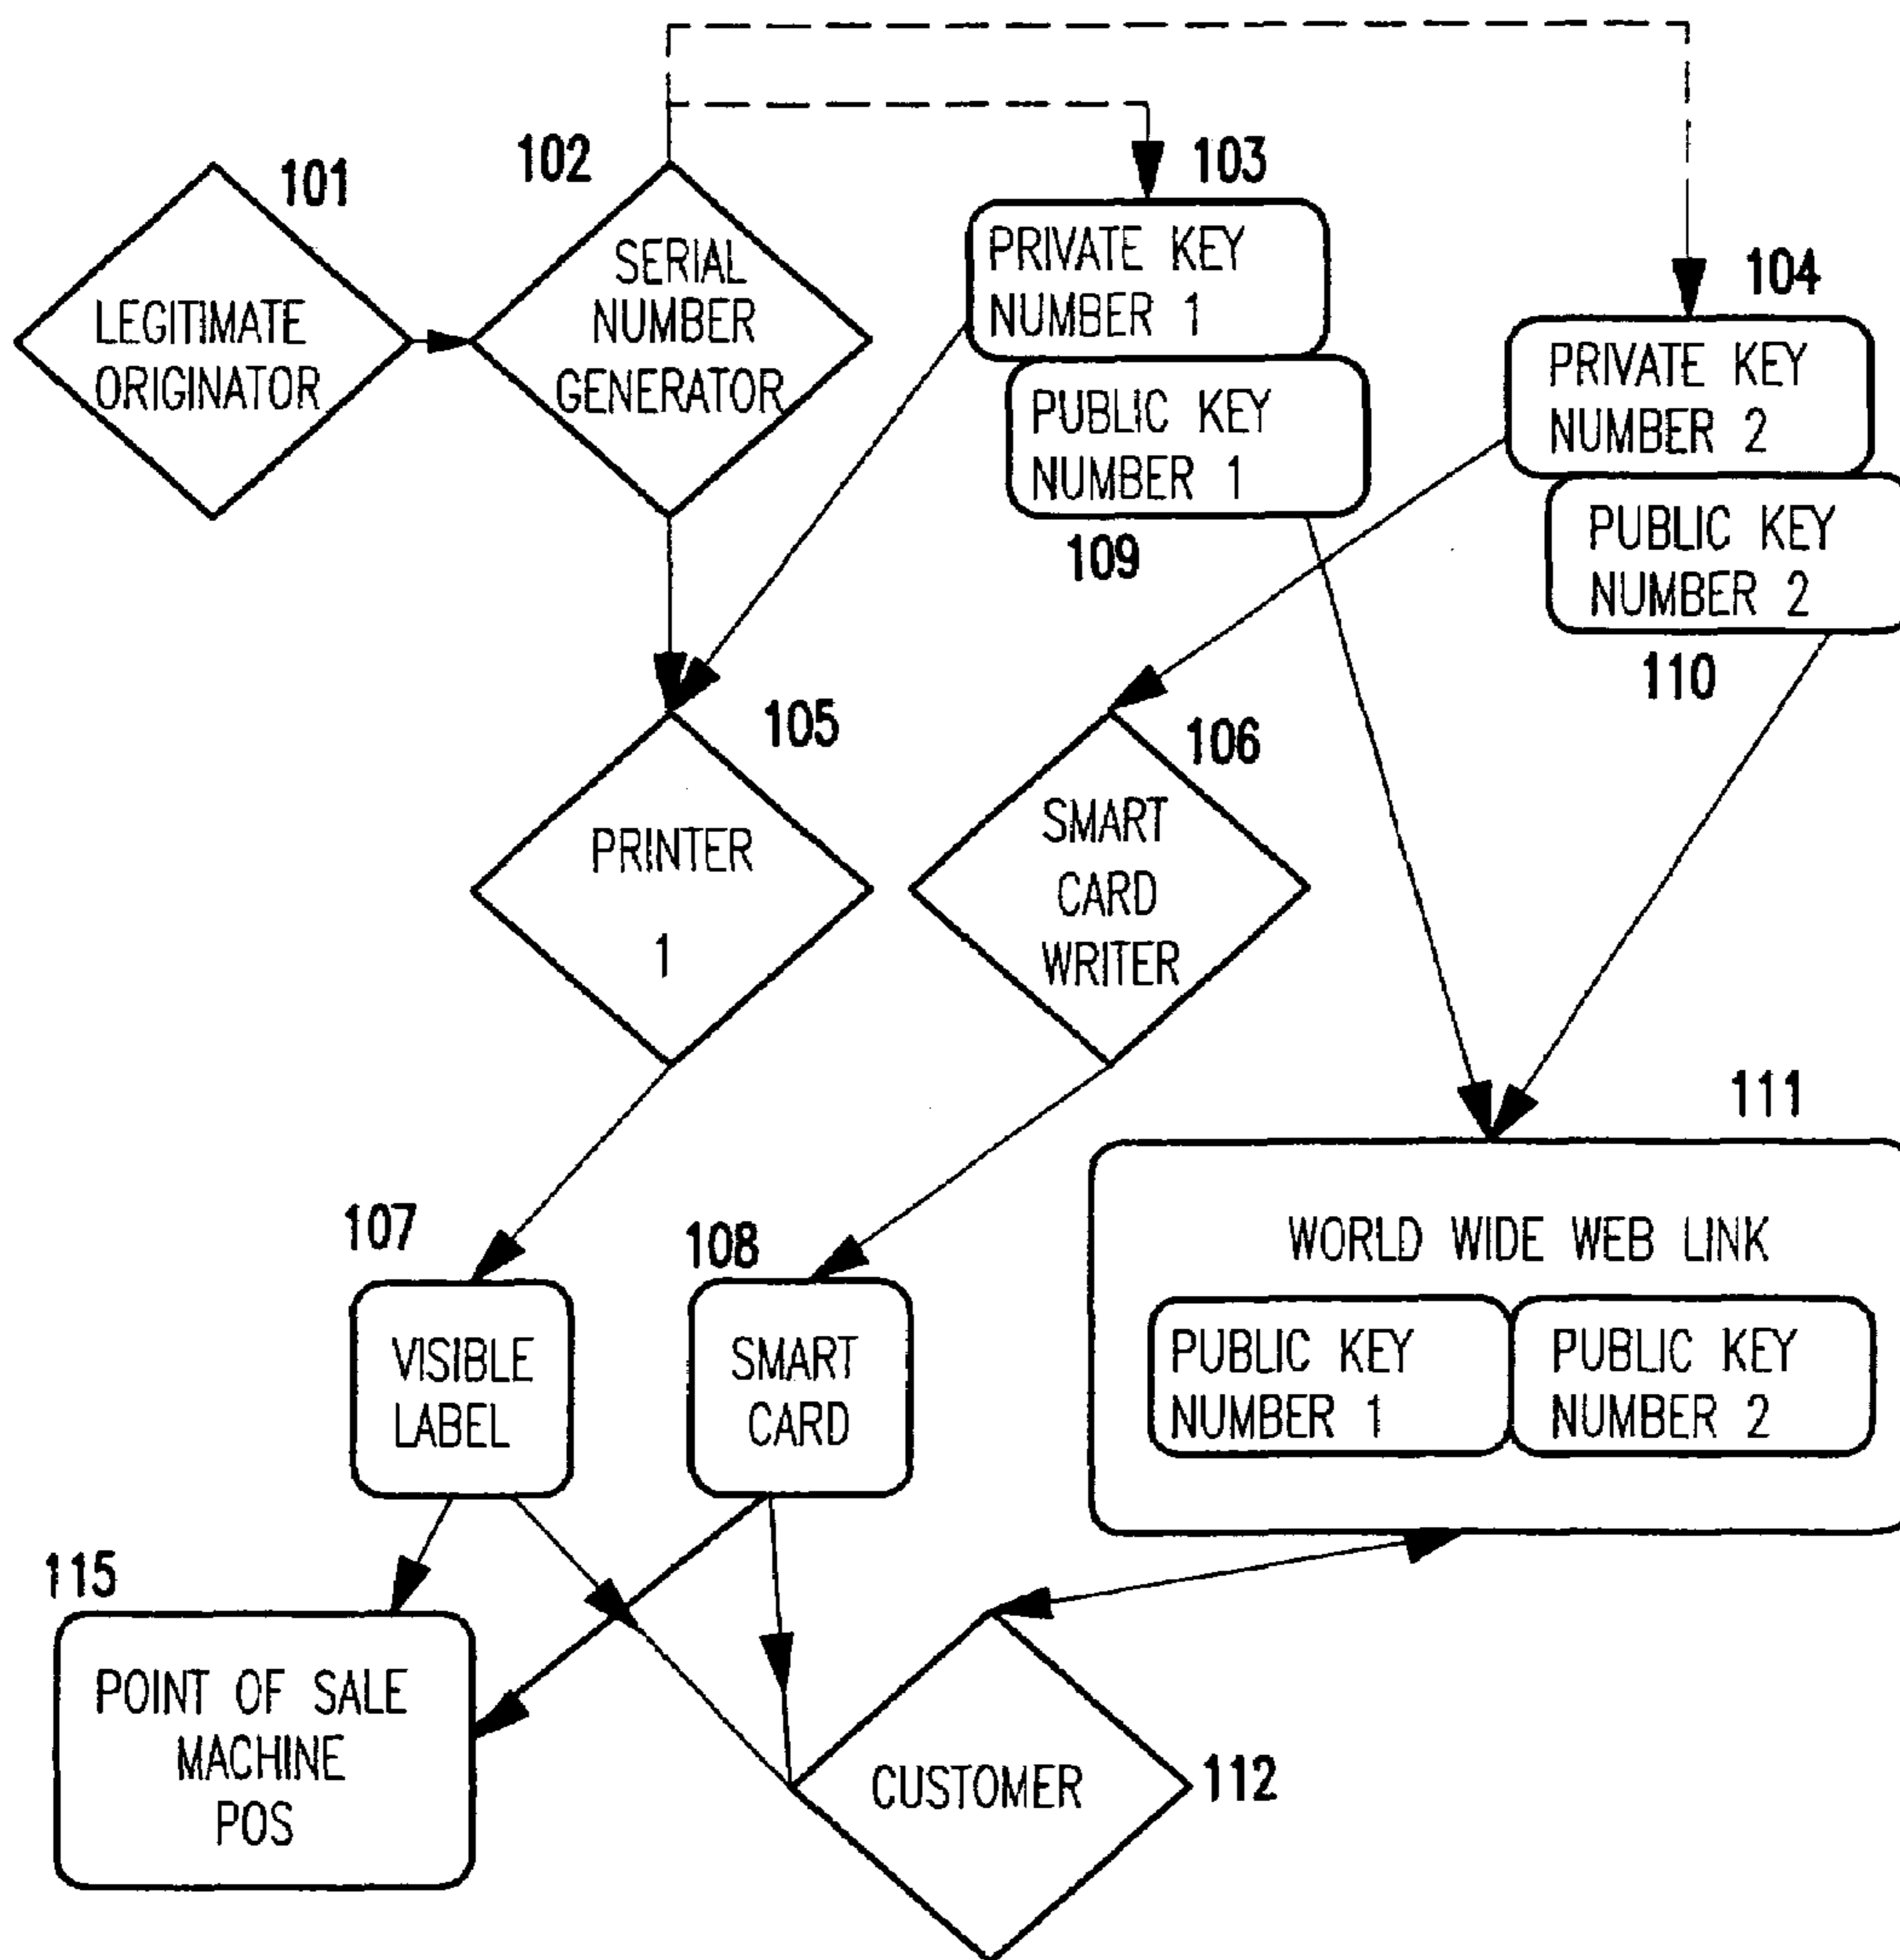 101
LEGITIMATE
ORIGINATOR
102
SERIAL
NUMBER
GENERATOR
103
PRIVATE KEY
NUMBER 1
PUBLIC KEY
NUMBER 1
109
104
PRIVATE KEY
NUMBER 2
PUBLIC KEY
NUMBER 2
110
105
PRINTER
1
106
SMART
CARD
WRITER
107
VISIBLE
LABEL
108
SMART
CARD
111
WORLD WIDE WEB LINK
PUBLIC KEY
NUMBER 1
PUBLIC KEY
NUMBER 2
115
POINT OF SALE
MACHINE
POS
CUSTOMER
112